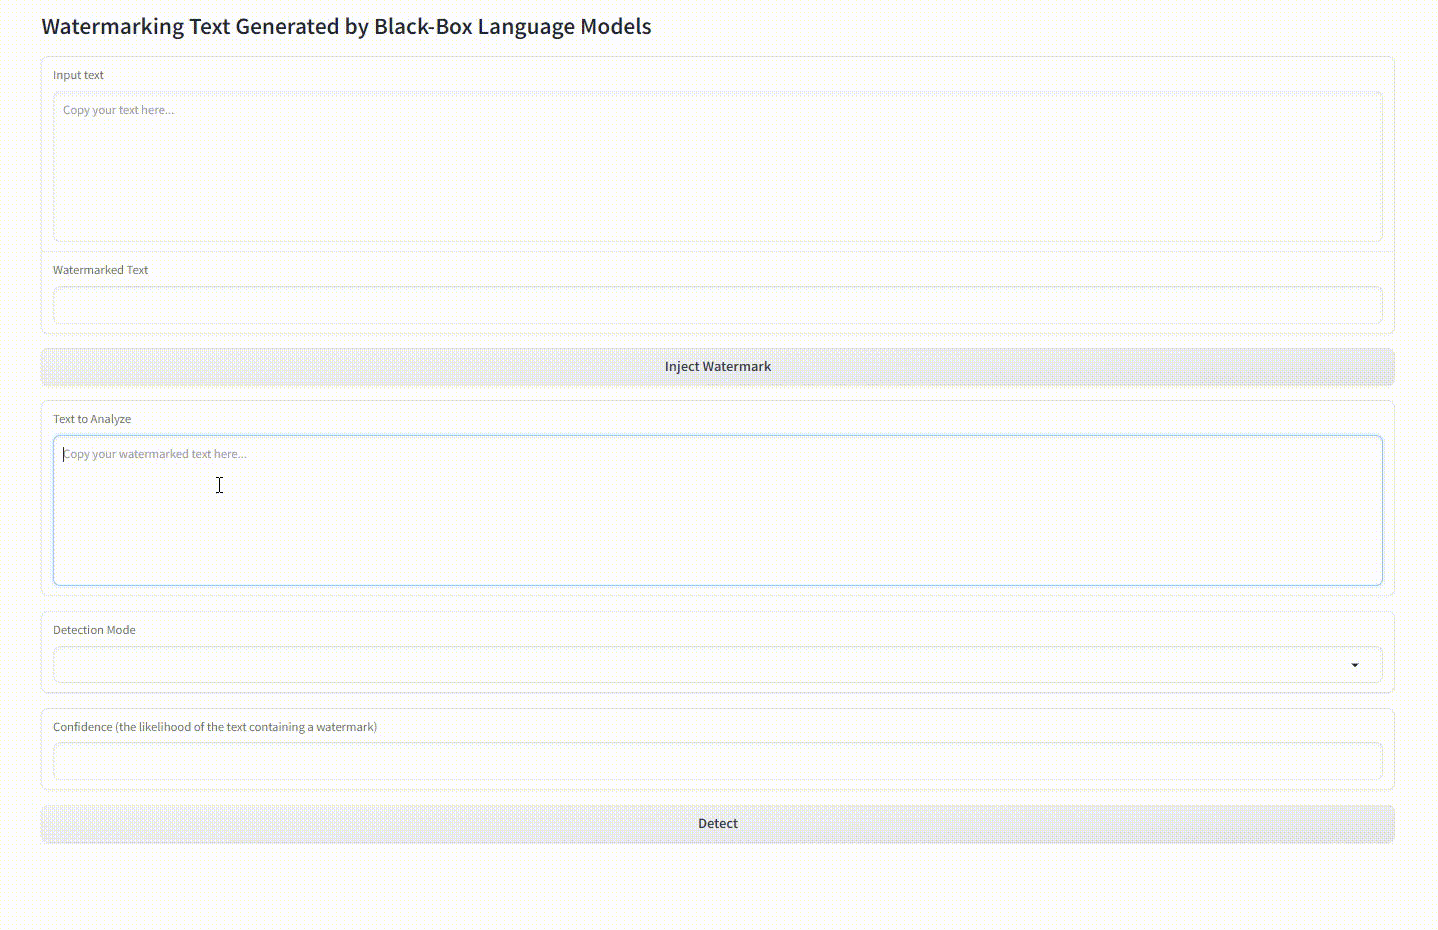 Watermarking Text Generated by Black-Box Language Models
Input text
Copy your text here...
Watermarked Text
Inject Watermark
Text to Analyze
Copy your watermarked text here...
Detection Mode
Confidence (the likelihood of the text containing a watermark)
Detect